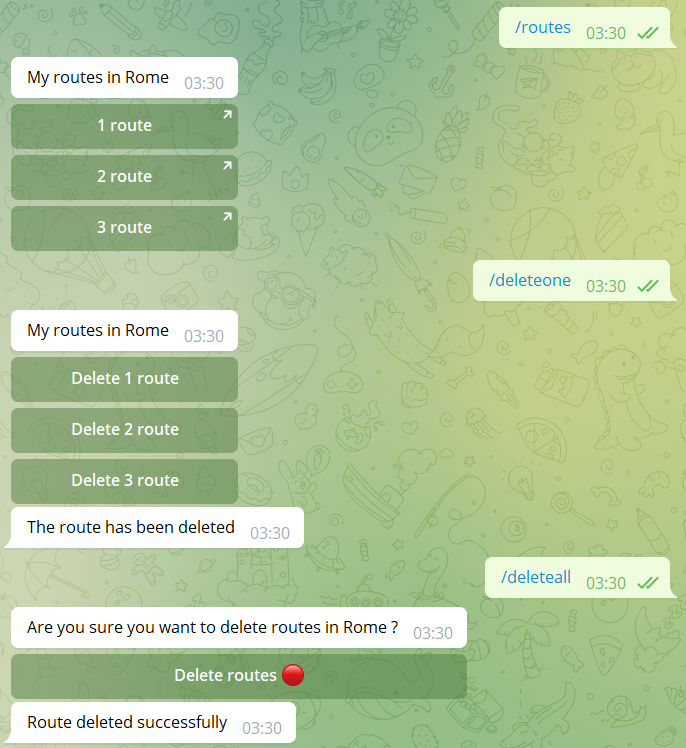 /routes 03:30
My routes in Rome 03:30
1 route
2 route
3 route
/deleteone 03:30
My routes in Rome 03:30
Delete 1 route
Delete 2 route
Delete 3 route
The route has been deleted 03:30
/deleteall 03:30
Are you sure you want to delete routes in Rome ? 03:30
Delete routes
Route deleted successfully 03:30